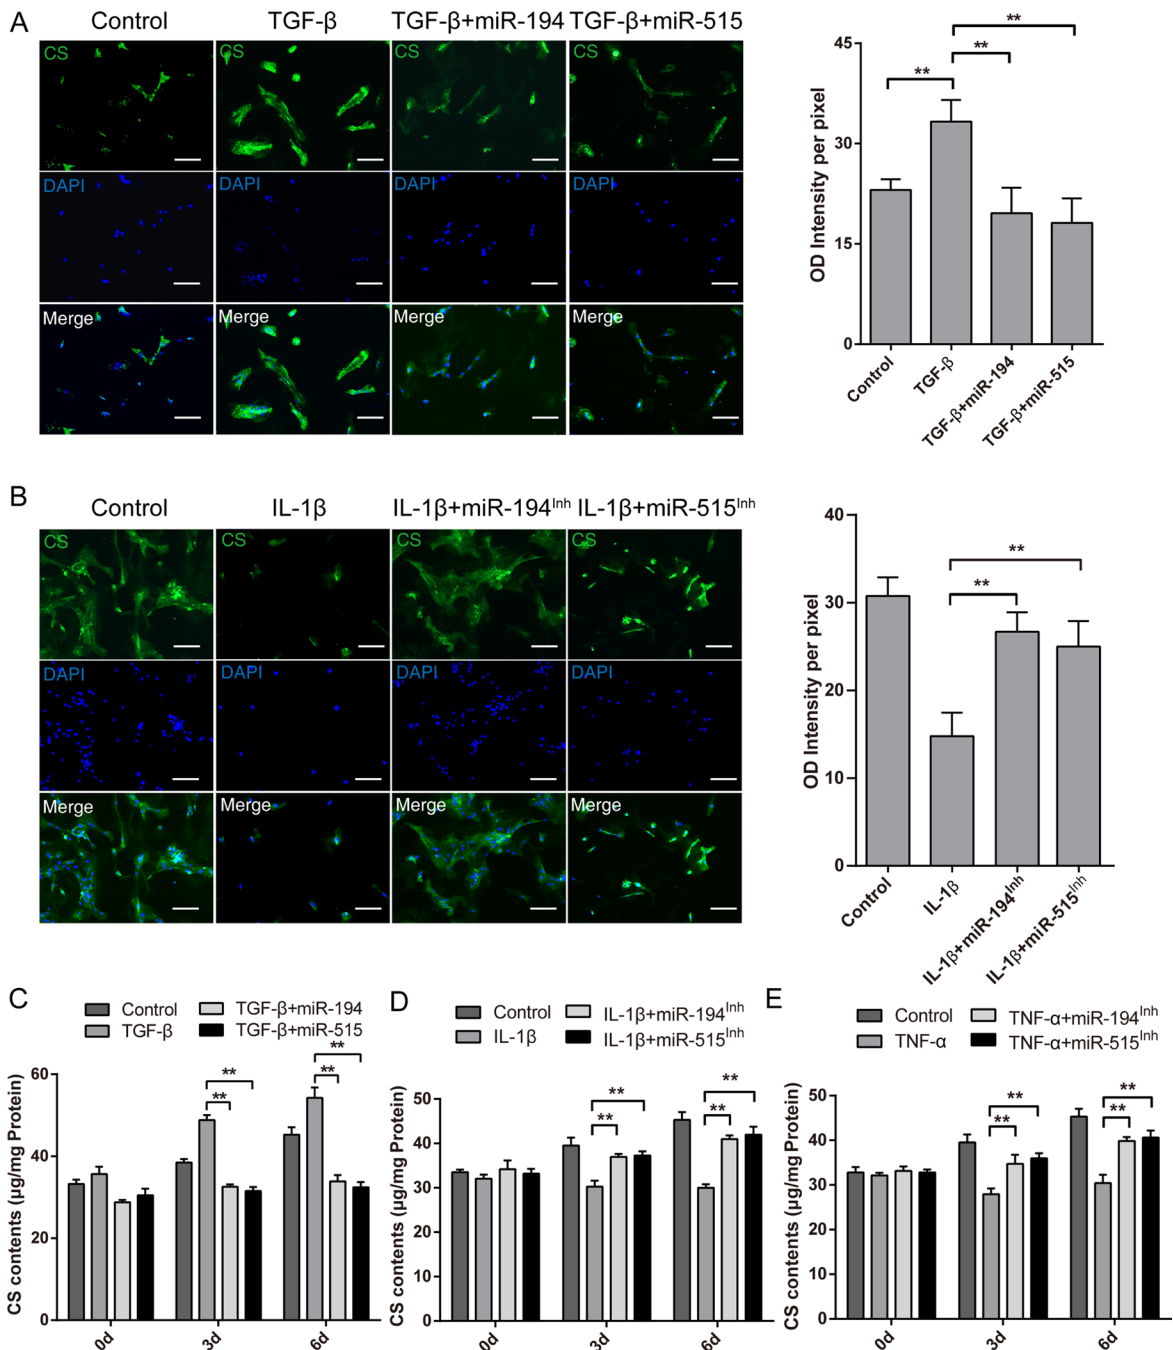 A
Control
TGF-β
TGF-β+miR-194
TGF-β+miR-515
CS
CS
CS
CS
DAPI
DAPI
DAPI
DAPI
Merge
Merge
Merge
Merge
OD Intensity per pixel
45
30
15
0
**
**
**
Control
TGF-β
TGF-β+miR-194
TGF-β+miR-515
B
Control
IL-1β
IL-1β+miR-194Inh
IL-1β+miR-515Inh
CS
CS
CS
CS
DAPI
DAPI
DAPI
DAPI
Merge
Merge
Merge
Merge
OD Intensity per pixel
40
30
20
10
0
**
**
Control
IL-1β
IL-1β+miR-194Inh
IL-1β+miR-515Inh
C
Control
TGF-β
TGF-β+miR-194
TGF-β+miR-515
CS contents (μg/mg Protein)
60
40
20
0
**
**
**
**
0d
3d
6d
D
Control
IL-1β
IL-1β+miR-194Inh
IL-1β+miR-515Inh
CS contents (μg/mg Protein)
50
40
30
20
10
0
**
**
**
**
0d
3d
6d
E
Control
TNF-α
TNF-α+miR-194Inh
TNF-α+miR-515Inh
CS contents (μg/mg Protein)
50
40
30
20
10
0
**
**
**
**
0d
3d
6d